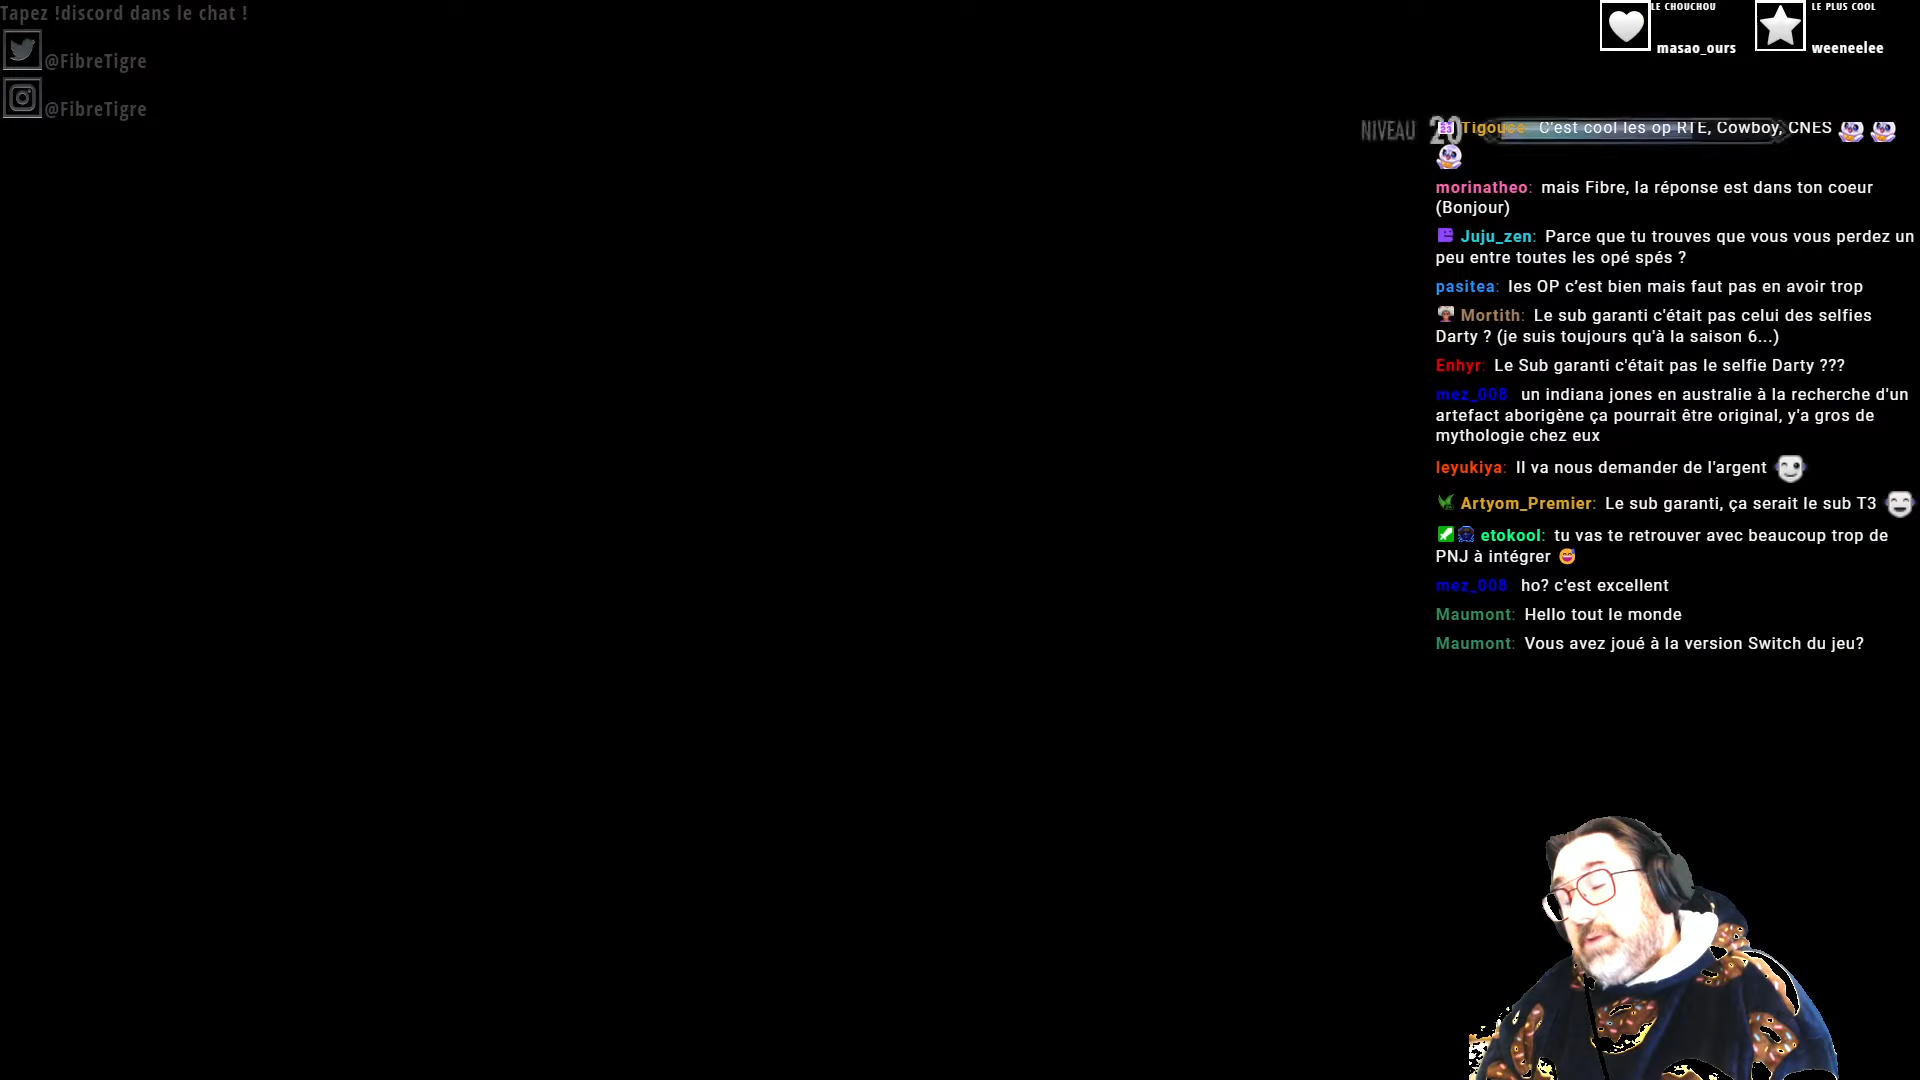 Tapez !discord dans le chat !
@FibreTigre
@FibreTigre
LE CHOUCHOU
masao_ours
LE PLUS COOL
weeneelee
NIVEAU 20
Tigouse C'est cool les op RTE, Cowboy, CNES
morinatheo: mais Fibre, la réponse est dans ton coeur
(Bonjour)
Juju_zen: Parce que tu trouves que vous vous perdez un
peu entre toutes les opé spés ?
pasitea: les OP c’est bien mais faut pas en avoir trop
Mortith: Le sub garanti c'était pas celui des selfies
Darty ? (je suis toujours qu'à la saison 6...)
Enhyr: Le Sub garanti c'était pas le selfie Darty ???
mez_008 un indiana jones en australie à la recherche d'un
artefact aborigène ça pourrait être original, y'a gros de
mythologie chez eux
leyukiya: Il va nous demander de l'argent
Artyom_Premier: Le sub garanti, ça serait le sub T3
etokool: tu vas te retrouver avec beaucoup trop de
PNJ à intégrer
mez_008 ho? c'est excellent
Maumont: Hello tout le monde
Maumont: Vous avez joué à la version Switch du jeu?